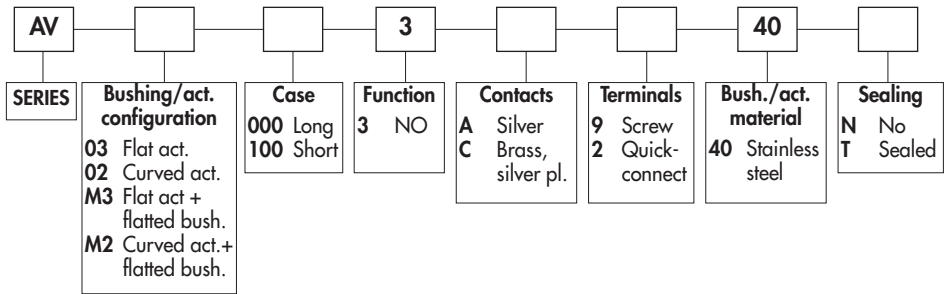 AV 3 40
SERIES
Bushing/act.
configuration
03 Flat act.
02 Curved act.
M3 Flat act +
flatted bush.
M2 Curved act.+
flatted bush.
Case
000 Long
100 Short
Function
3 NO
Contacts
A Silver
C Brass,
silver pl.
Terminals
9 Screw
2 Quick-
connect
Bush./act.
material
40 Stainless
steel
Sealing
N No
T Sealed